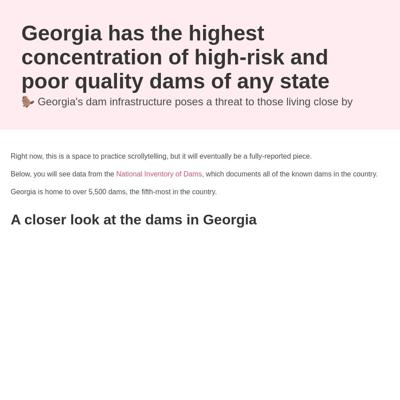 Georgia has the highest
concentration of high-risk and
poor quality dams of any state
🦫 Georgia's dam infrastructure poses a threat to those living close by
Right now, this is a space to practice scrollytelling, but it will eventually be a fully-reported piece.
Below, you will see data from the National Inventory of Dams, which documents all of the known dams in the country.
Georgia is home to over 5,500 dams, the fifth-most in the country.
A closer look at the dams in Georgia